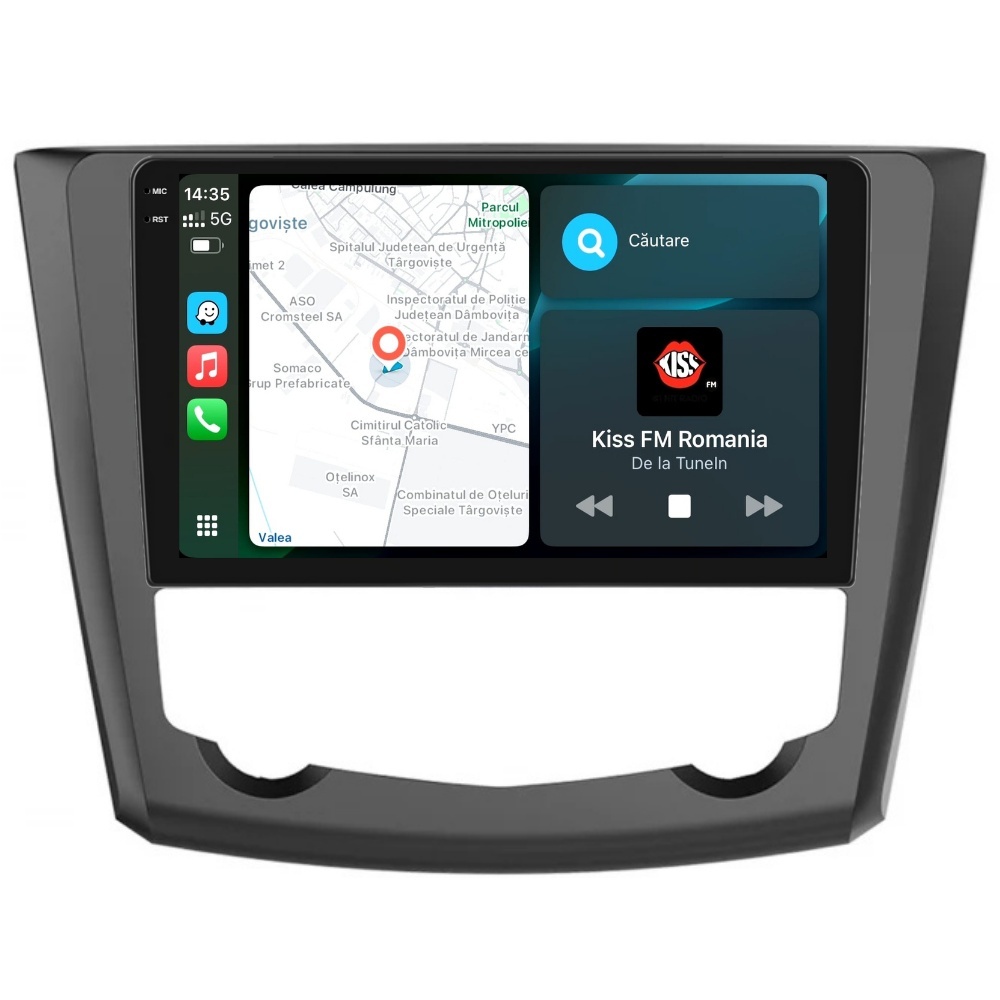 MIC
RST
14:35
5G
Calea Câmpulung
goviște
Parcul
Mitropoliei
Spitalul Județean de Urgență
Târgoviște
imet 2
ASO
Cromsteel SA
Inspectoratul de Poliție
Județean Dâmbovița
ectoratul de Jandarm
Dâmbovița Mircea ce
Somaco
Grup Prefabricate
Cimitirul Catolic
Sfânta Maria
YPC
Oțelinox
SA
Combinatul de Oțeluri
Speciale Târgoviște
Valea
Căutare
KISS
FM
Kiss FM Romania
De la TuneIn